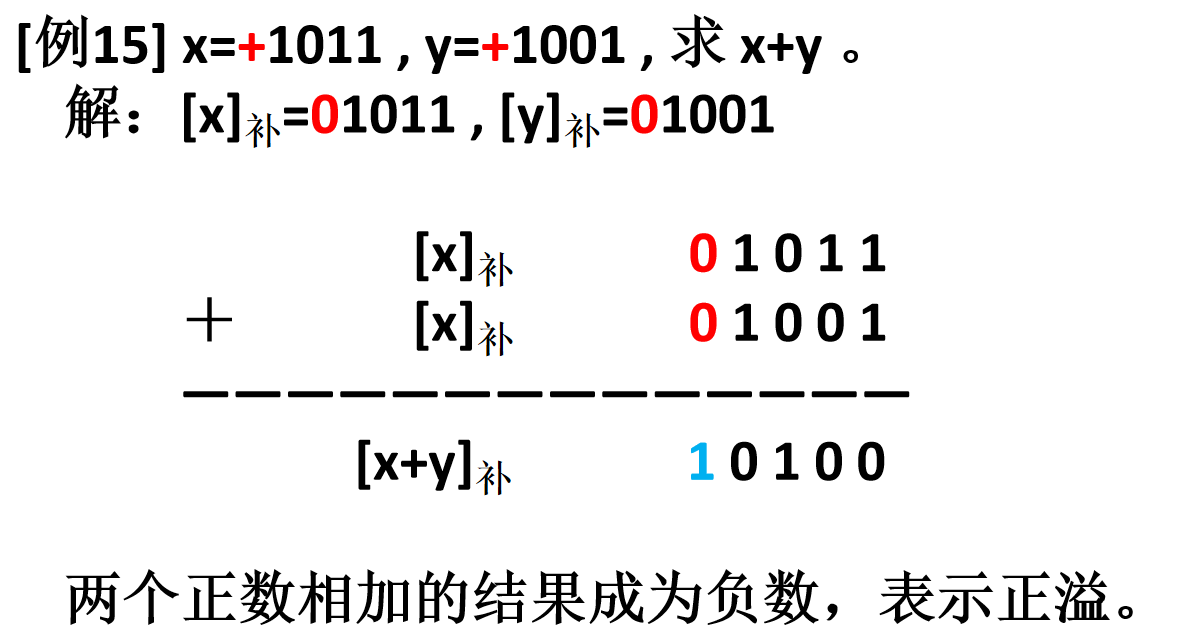 [例15] x=+1011 , y=+1001 , 求 x+y 。
解：[x]补=01011 , [y]补=01001
[x]补 0 1 0 1 1
＋ [x]补 0 1 0 0 1
[x+y]补 1 0 1 0 0
两个正数相加的结果成为负数，表示正溢。